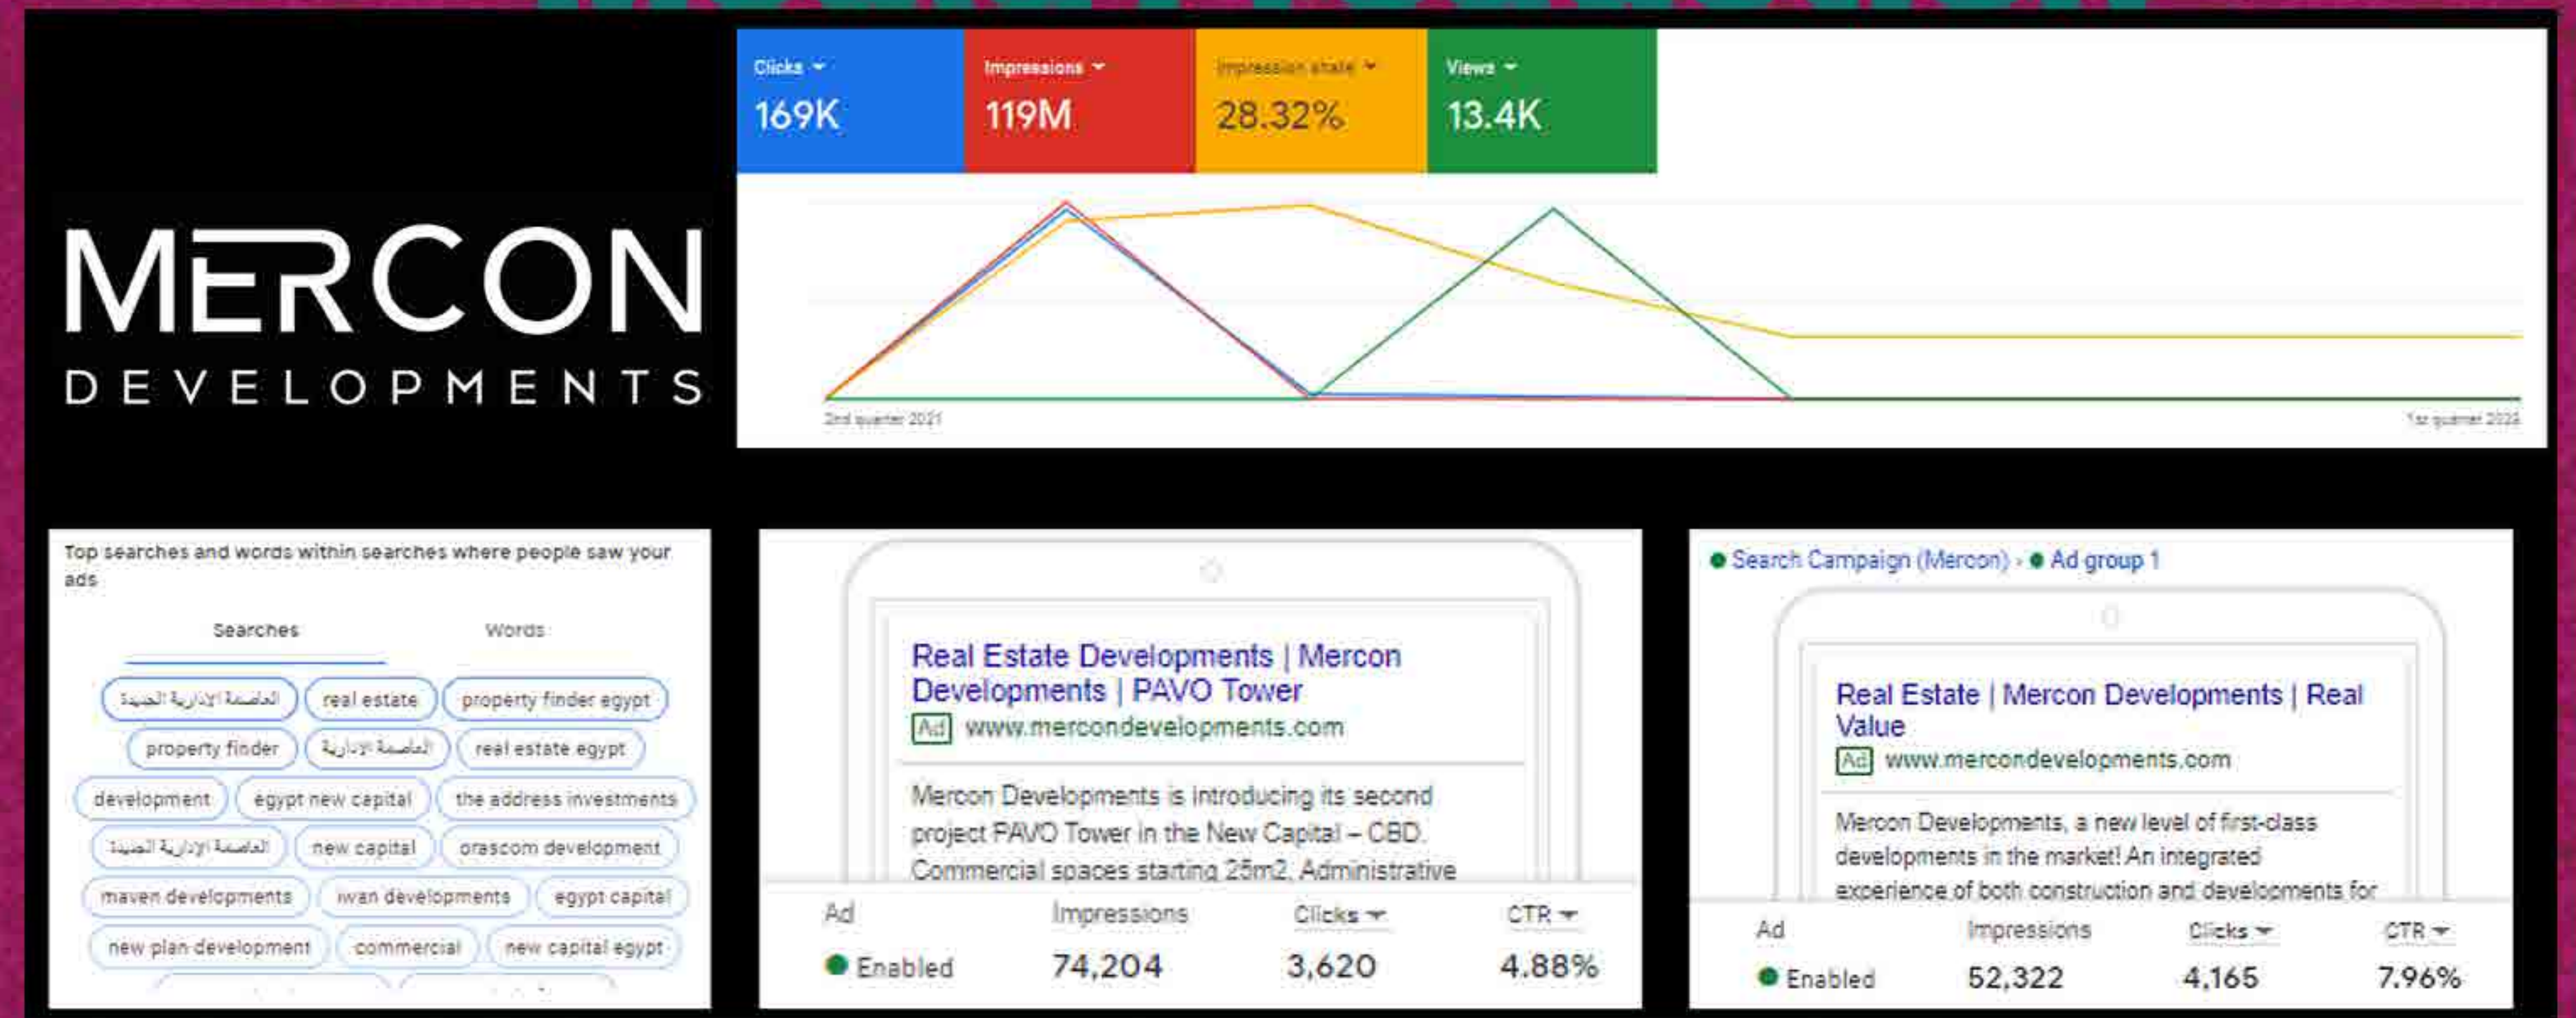 MERCON
DEVELOPMENTS
Clicks Impressions Impression share Views
169K 119M 28.32% 13.4K
2nd quarter 2021 1st quarter
Top searches and words within searches where people saw your
ads
Searches Words
العاصمة الإدارية الجديدة real estate property finder egypt
property finder العاصمة الادارية real estate egypt
development egypt new capital the address investments
العاصمة الادارية الجديدة new capital orascom development
maven developments iwan developments egypt capital
new plan development commercial new capital egypt
Real Estate Developments | Mercon
Developments | PAVO Tower
Ad www.mercondevelopments.com
Mercon Developments is introducing its second
project PAVO Tower in the New Capital – CBD.
Commercial spaces starting 25m2, Administrative
Ad Impressions Clicks CTR
Enabled 74,204 3,620 4.88%
Search Campaign (Mercon) › Ad group 1
Real Estate | Mercon Developments | Real
Value
Ad www.mercondevelopments.com
Mercon Developments, a new level of first-class
developments in the market! An integrated
experience of both construction and developments for
Ad Impressions Clicks CTR
Enabled 52,322 4,165 7.96%